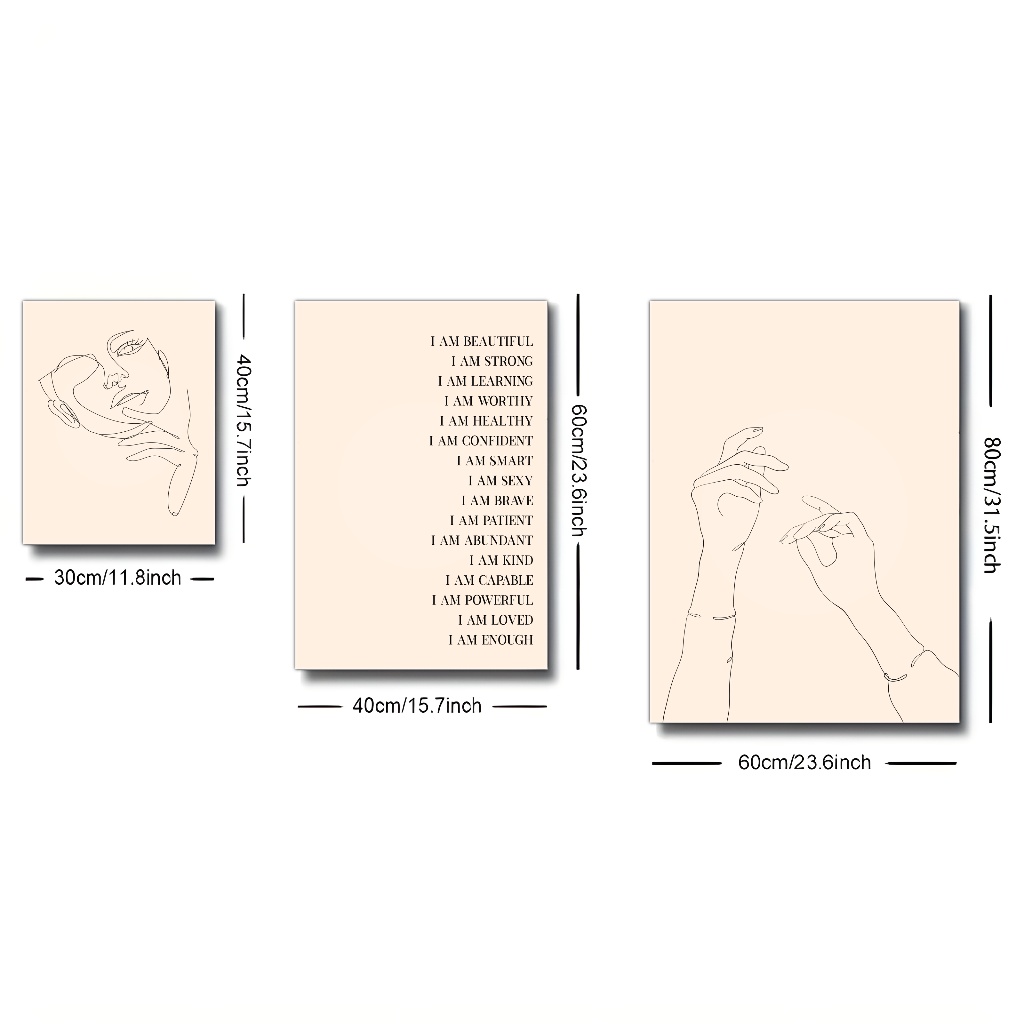 40cm/15.7inch
30cm/11.8inch
I AM BEAUTIFUL
I AM STRONG
I AM LEARNING
I AM WORTHY
I AM HEALTHY
I AM CONFIDENT
I AM SMART
I AM SEXY
I AM BRAVE
I AM PATIENT
I AM ABUNDANT
I AM KIND
I AM CAPABLE
I AM POWERFUL
I AM LOVED
I AM ENOUGH
60cm/23.6inch
40cm/15.7inch
80cm/31.5inch
60cm/23.6inch